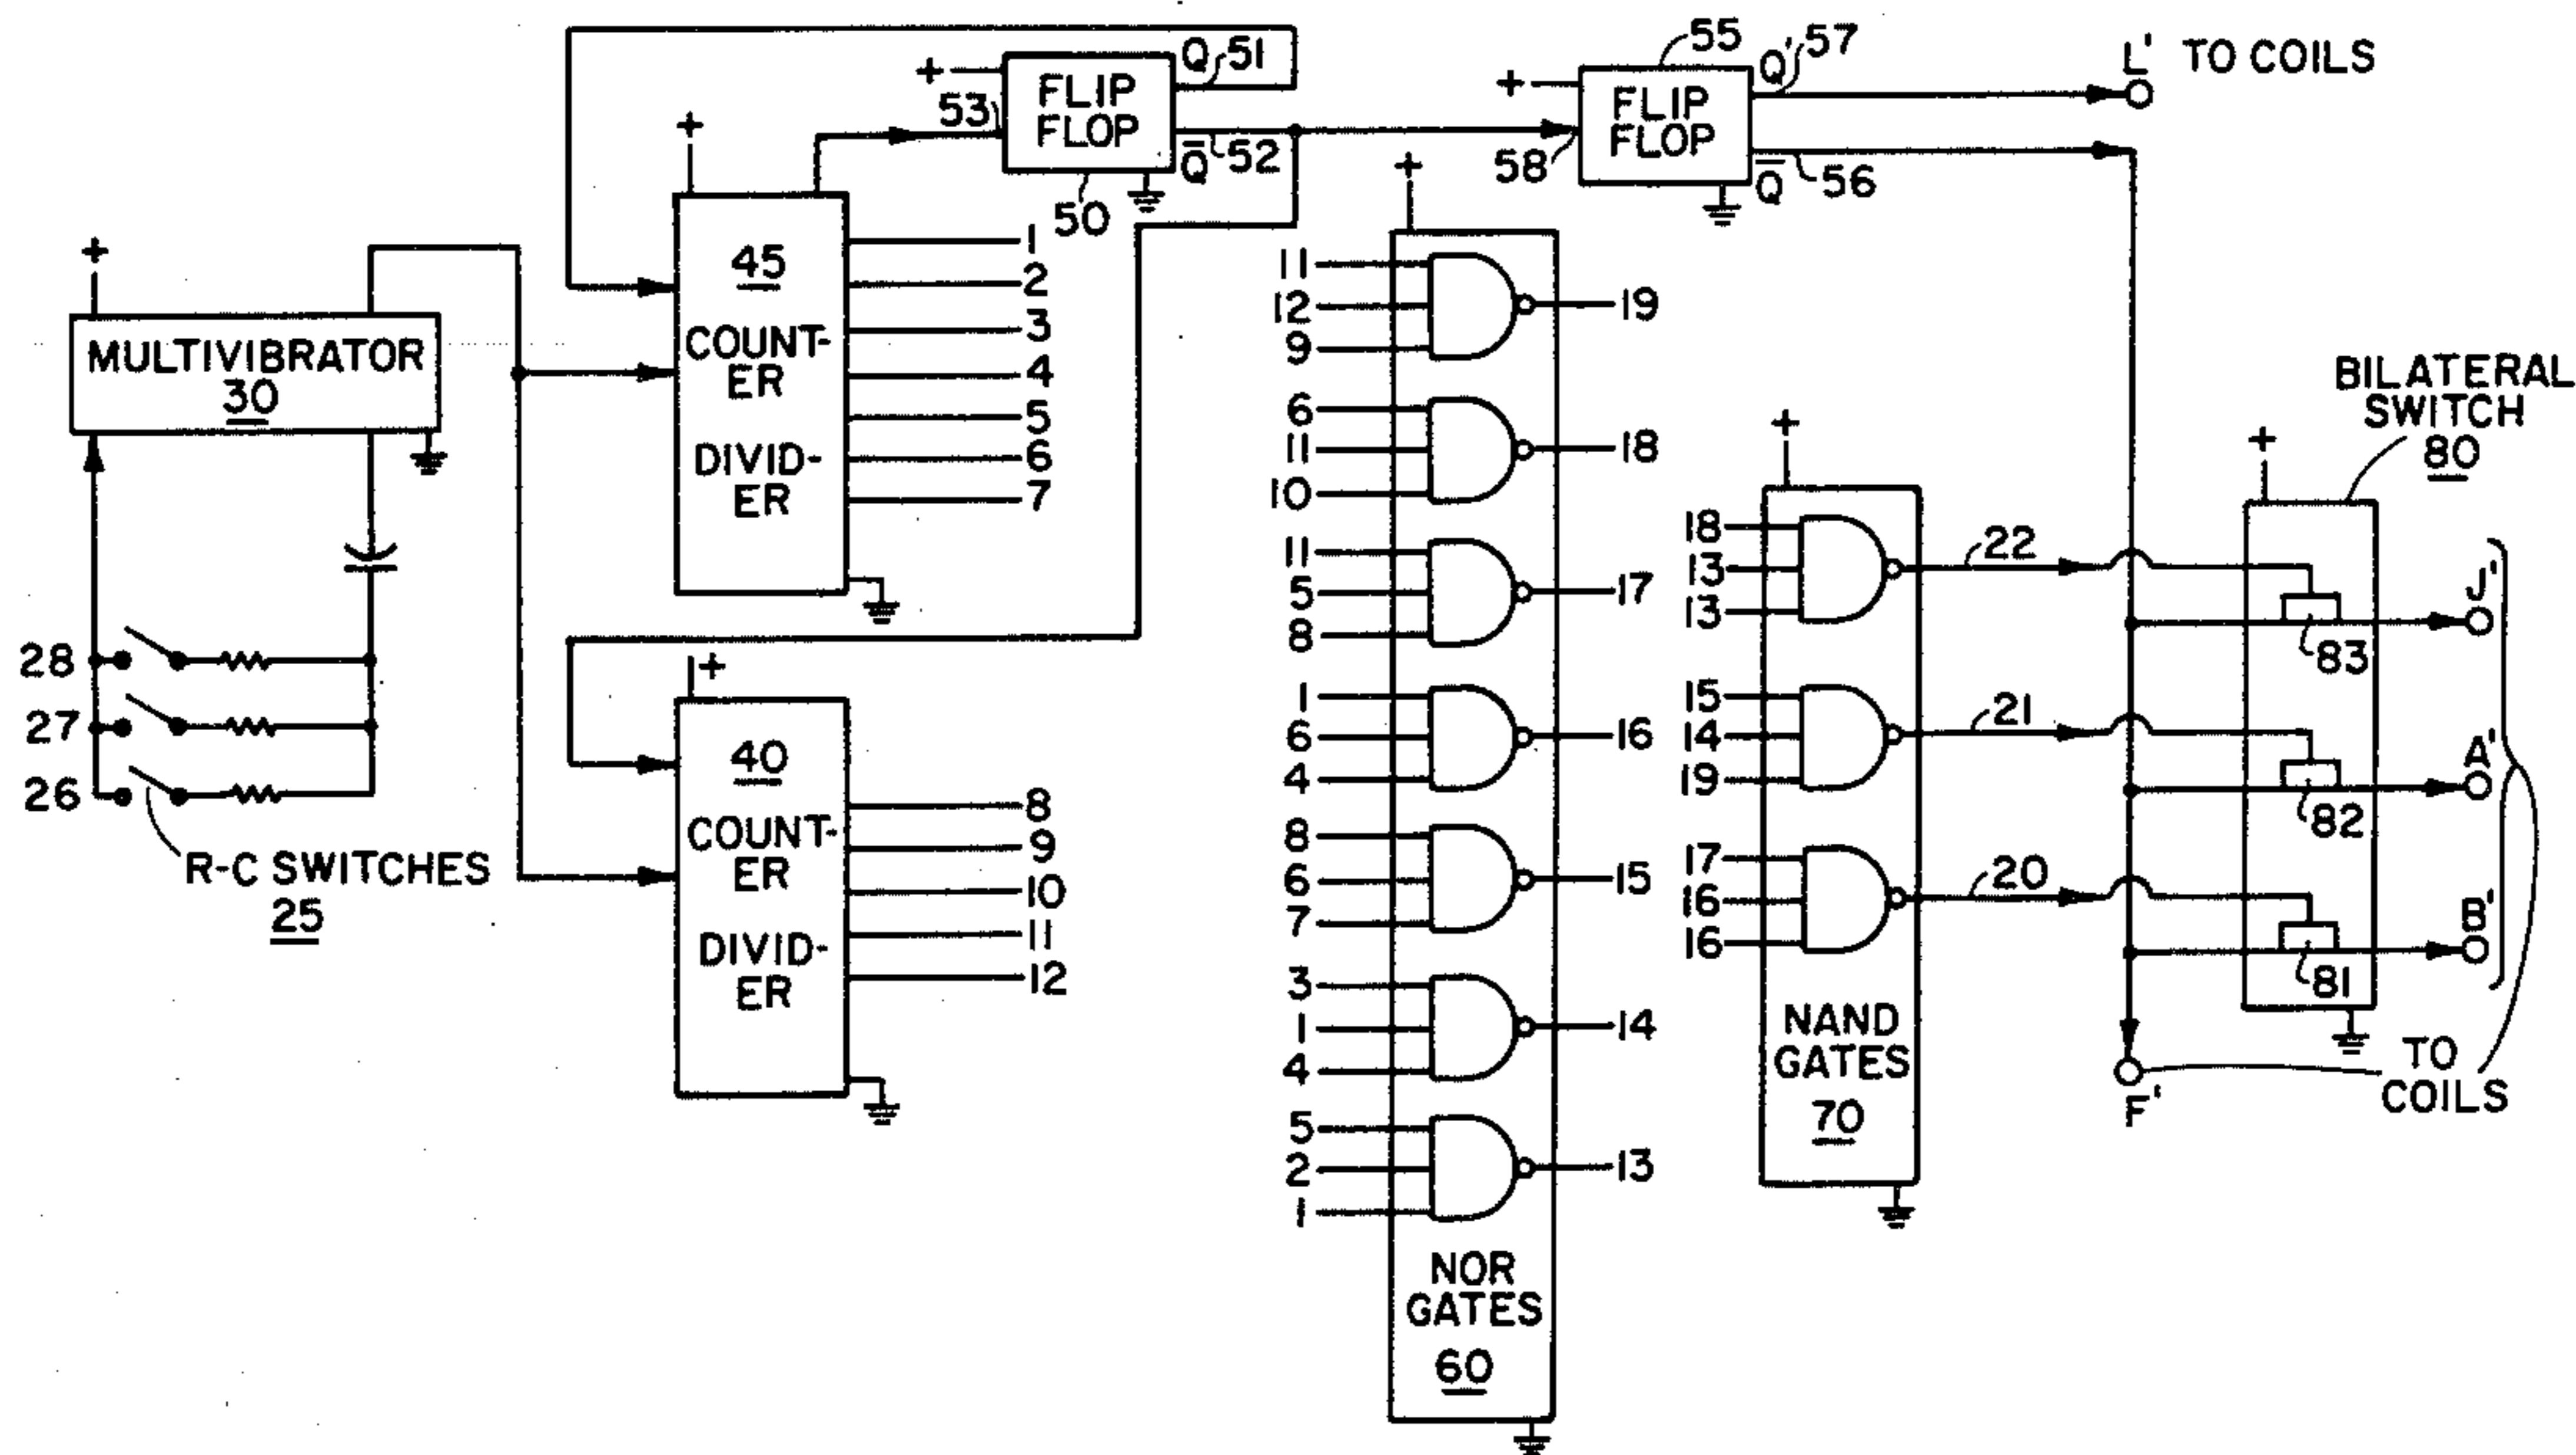 L' TO COILS
+
53
FLIP
FLOP
Q
51
Q̅
52
50
+
58
FLIP
FLOP
55
Q'
57
Q̅
56
+
MULTIVIBRATOR
30
28
27
26
R-C SWITCHES
25
+
45
COUNT-
ER
DIVID-
ER
1
2
3
4
5
6
7
+
40
COUNT-
ER
DIVID-
ER
8
9
10
11
12
+
11
12
9
19
6
11
10
18
11
5
8
17
1
6
4
16
8
6
7
15
3
1
4
14
5
2
1
13
NOR
GATES
60
+
18
13
13
22
15
14
19
21
17
16
16
20
NAND
GATES
70
BILATERAL
SWITCH
80
+
83
82
81
J'
A'
B'
F'
TO
COILS